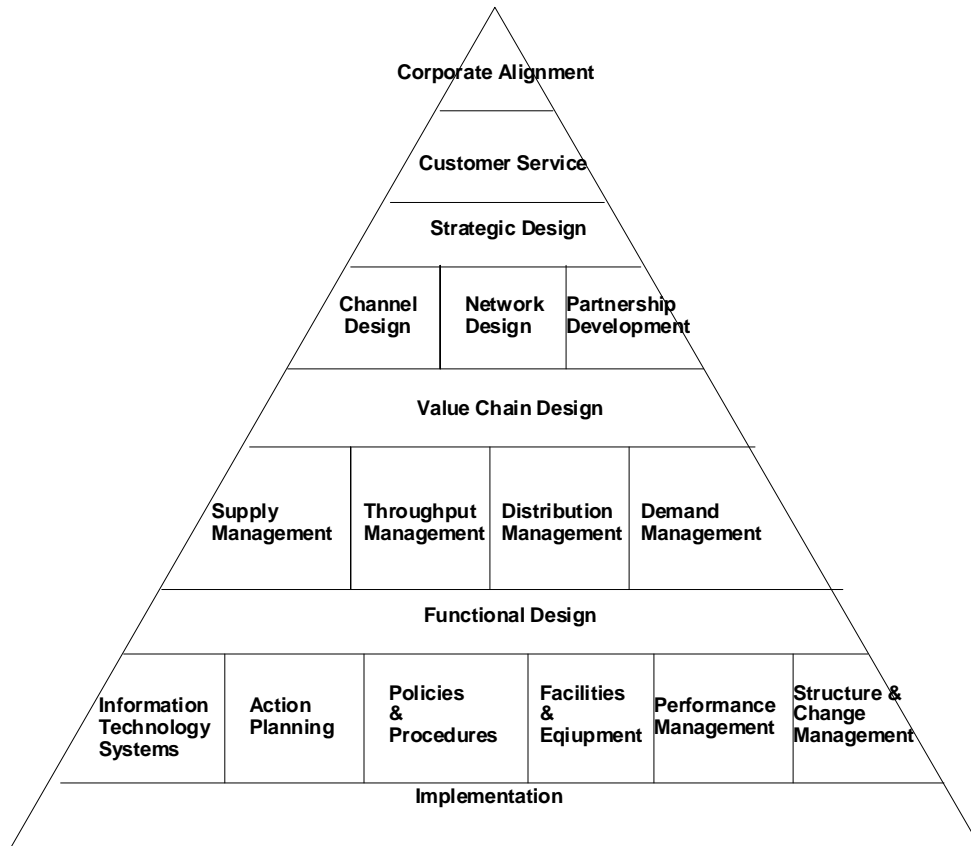 Corporate Alignment
Customer Service
Strategic Design
Channel
Design
Network
Design
Partnership
Development
Value Chain Design
Supply
Management
Throughput
Management
Distribution
Management
Demand
Management
Functional Design
Information
Technology
Systems
Action
Planning
Policies
&
Procedures
Facilities
&
Eqiupment
Performance
Management
Structure &
Change
Management
Implementation